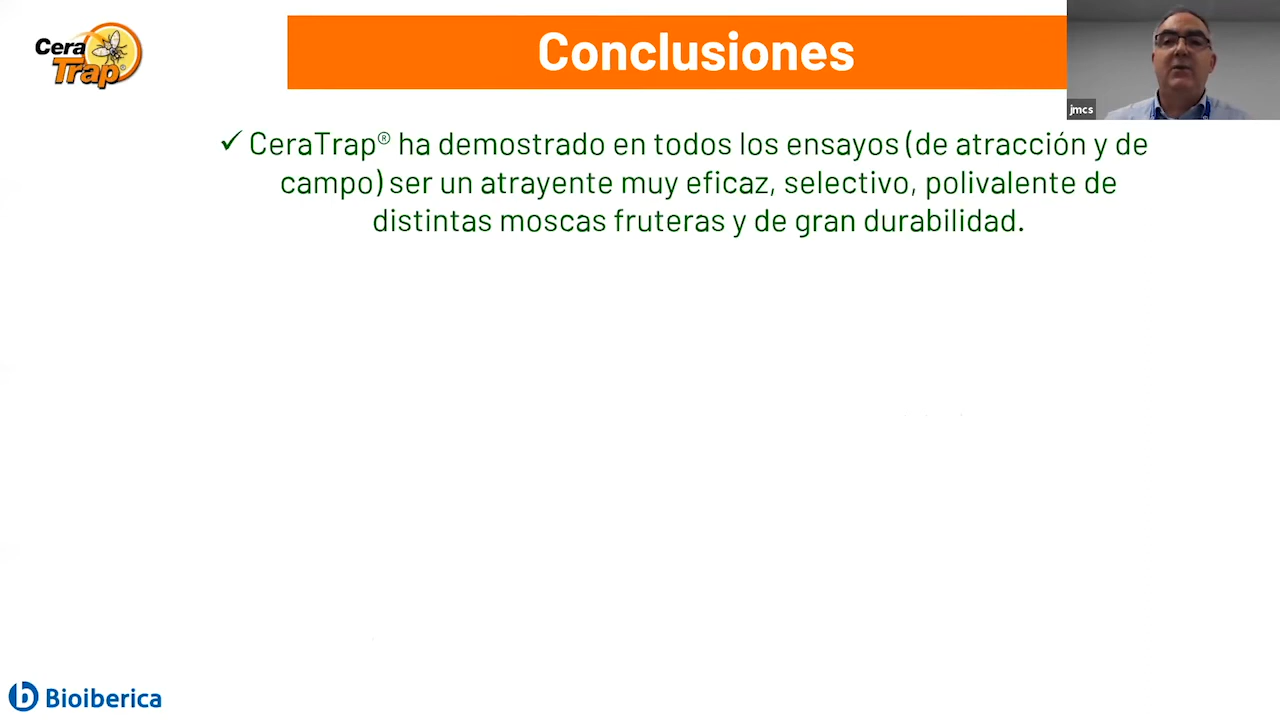 Cera
Trap®
Conclusiones
jmcs
✓ CeraTrap® ha demostrado en todos los ensayos (de atracción y de
campo) ser un atrayente muy eficaz, selectivo, polivalente de
distintas moscas fruteras y de gran durabilidad.
b Bioiberica